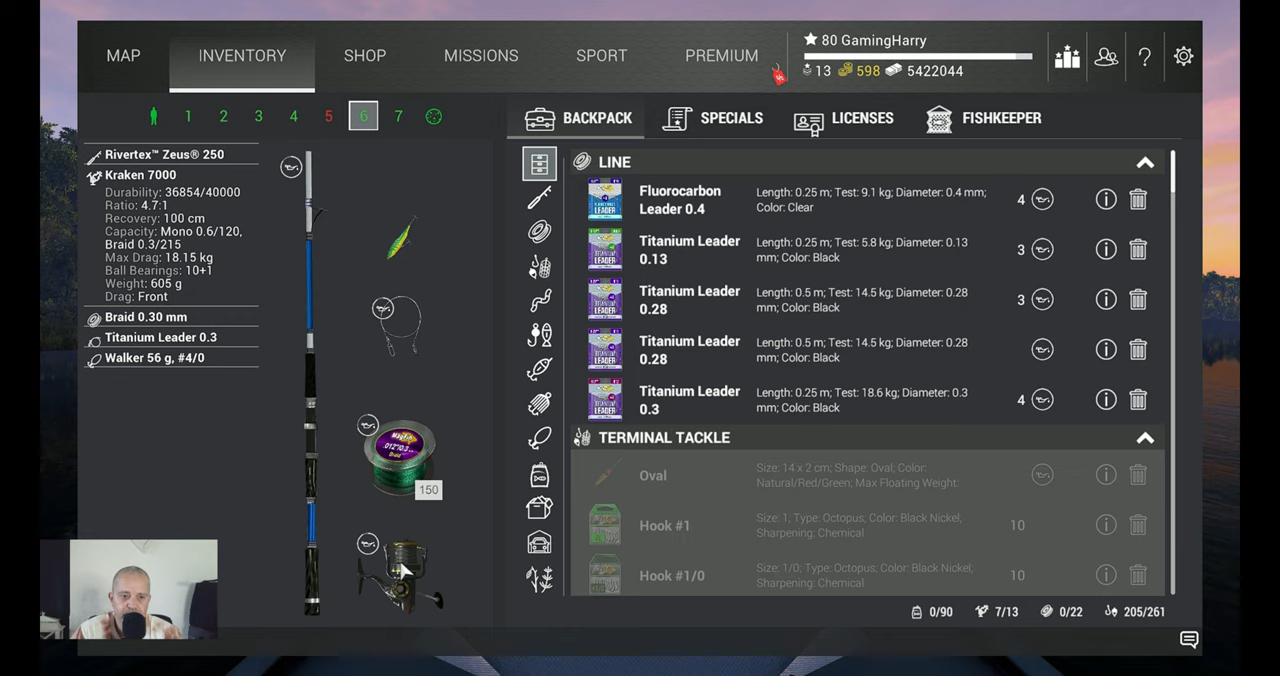 MAP
INVENTORY
SHOP
MISSIONS
SPORT
PREMIUM
80 GamingHarry
13 598 5422044
1 2 3 4 5 6 7
BACKPACK
SPECIALS
LICENSES
FISHKEEPER
Rivertex™ Zeus® 250
Kraken 7000
Durability: 36854/40000
Ratio: 4.7:1
Recovery: 100 cm
Capacity: Mono 0.6/120,
Braid 0.3/215
Max Drag: 18.15 kg
Ball Bearings: 10+1
Weight: 605 g
Drag: Front
Braid 0.30 mm
Titanium Leader 0.3
Walker 56 g, #4/0
150
LINE
Fluorocarbon
Leader 0.4
Length: 0.25 m; Test: 9.1 kg; Diameter: 0.4 mm;
Color: Clear
4
Titanium Leader
0.13
Length: 0.25 m; Test: 5.8 kg; Diameter: 0.13
mm; Color: Black
3
Titanium Leader
0.28
Length: 0.5 m; Test: 14.5 kg; Diameter: 0.28
mm; Color: Black
3
Titanium Leader
0.28
Length: 0.5 m; Test: 14.5 kg; Diameter: 0.28
mm; Color: Black
Titanium Leader
0.3
Length: 0.25 m; Test: 18.6 kg; Diameter: 0.3
mm; Color: Black
4
TERMINAL TACKLE
Oval
Size: 14 x 2 cm; Shape: Oval, Color:
Natural/Red/Green; Max Floating Weight:
Hook #1
Size: 1, Type: Octopus, Color: Black Nickel,
Sharpening: Chemical
10
Hook #1/0
Size: 1/0, Type: Octopus, Color: Black Nickel,
Sharpening: Chemical
10
0/90 7/13 0/22 205/261